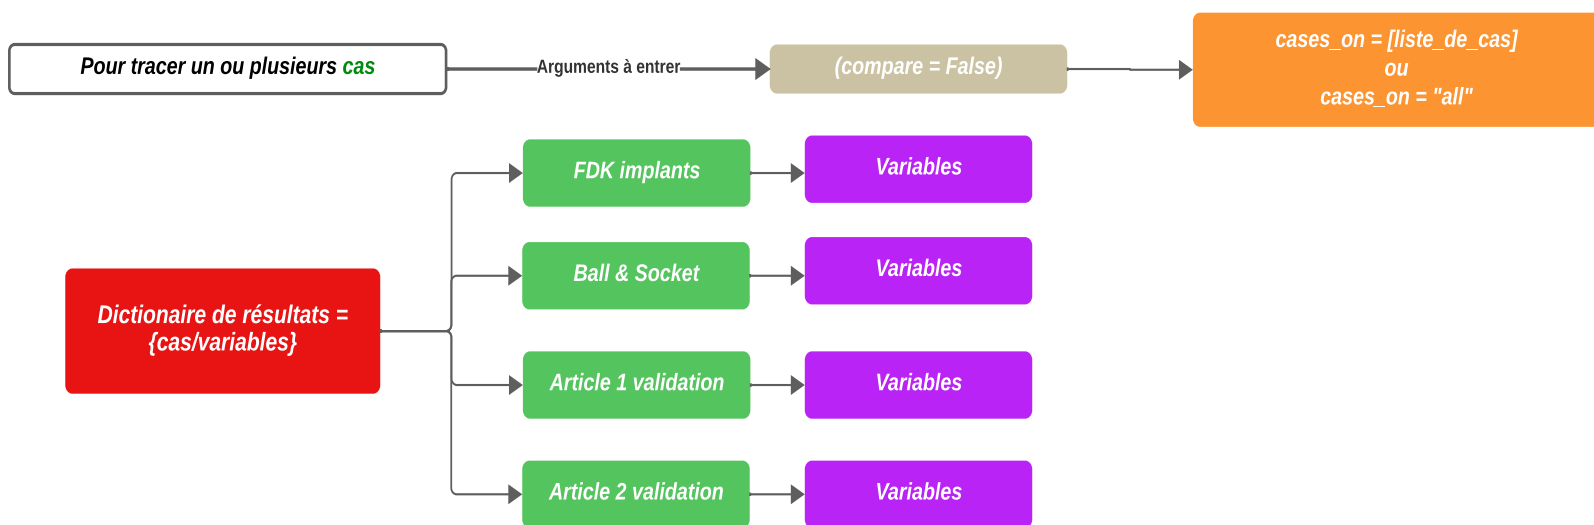 Pour tracer un ou plusieurs cas
Arguments à entrer
(compare = False)
cases_on = [liste_de_cas]
ou
cases_on = "all"
FDK implants
Variables
Ball & Socket
Variables
Dictionaire de résultats =
{cas/variables}
Article 1 validation
Variables
Article 2 validation
Variables